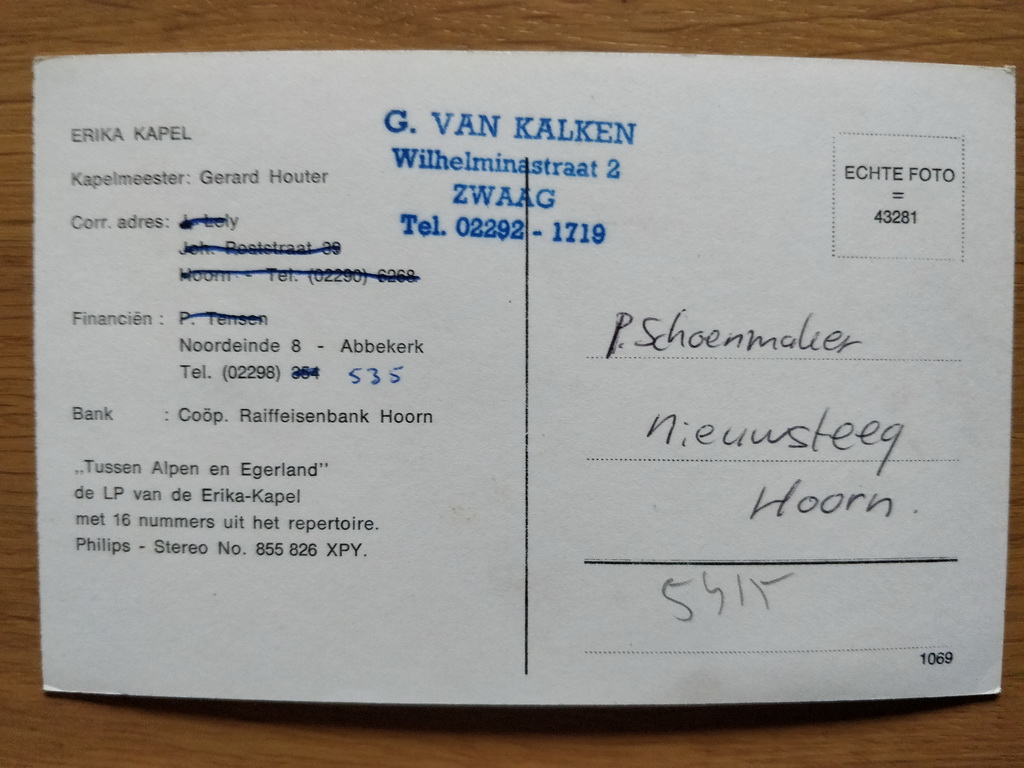 ERIKA KAPEL
Kapelmeester: Gerard Houter
Corr. adres: J. Lely
Joh. Poststraat 39
Hoorn - Tel. (02290) 6268
Financiën : P. Tensen
Noordeinde 8 - Abbekerk
Tel. (02298) 354 535
Bank : Coöp. Raiffeisenbank Hoorn
„Tussen Alpen en Egerland”
de LP van de Erika-Kapel
met 16 nummers uit het repertoire.
Philips - Stereo No. 855 826 XPY.
G. VAN KALKEN
Wilhelminastraat 2
ZWAAG
Tel. 02292 - 1719
ECHTE FOTO
=
43281
P. Schoenmaker
Nieuwsteeg
Hoorn.
5415
1069